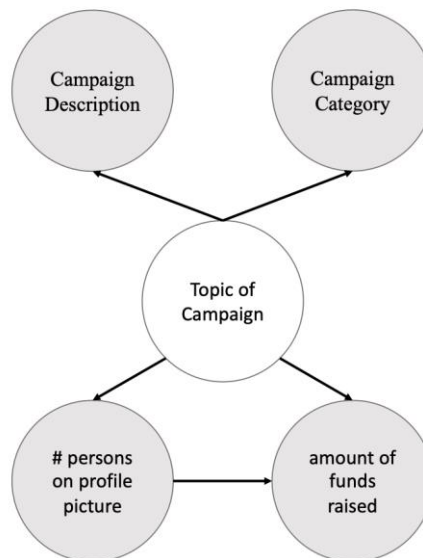 Campaign
Description
Campaign
Category
Topic of
Campaign
# persons
on profile
picture
amount of
funds
raised